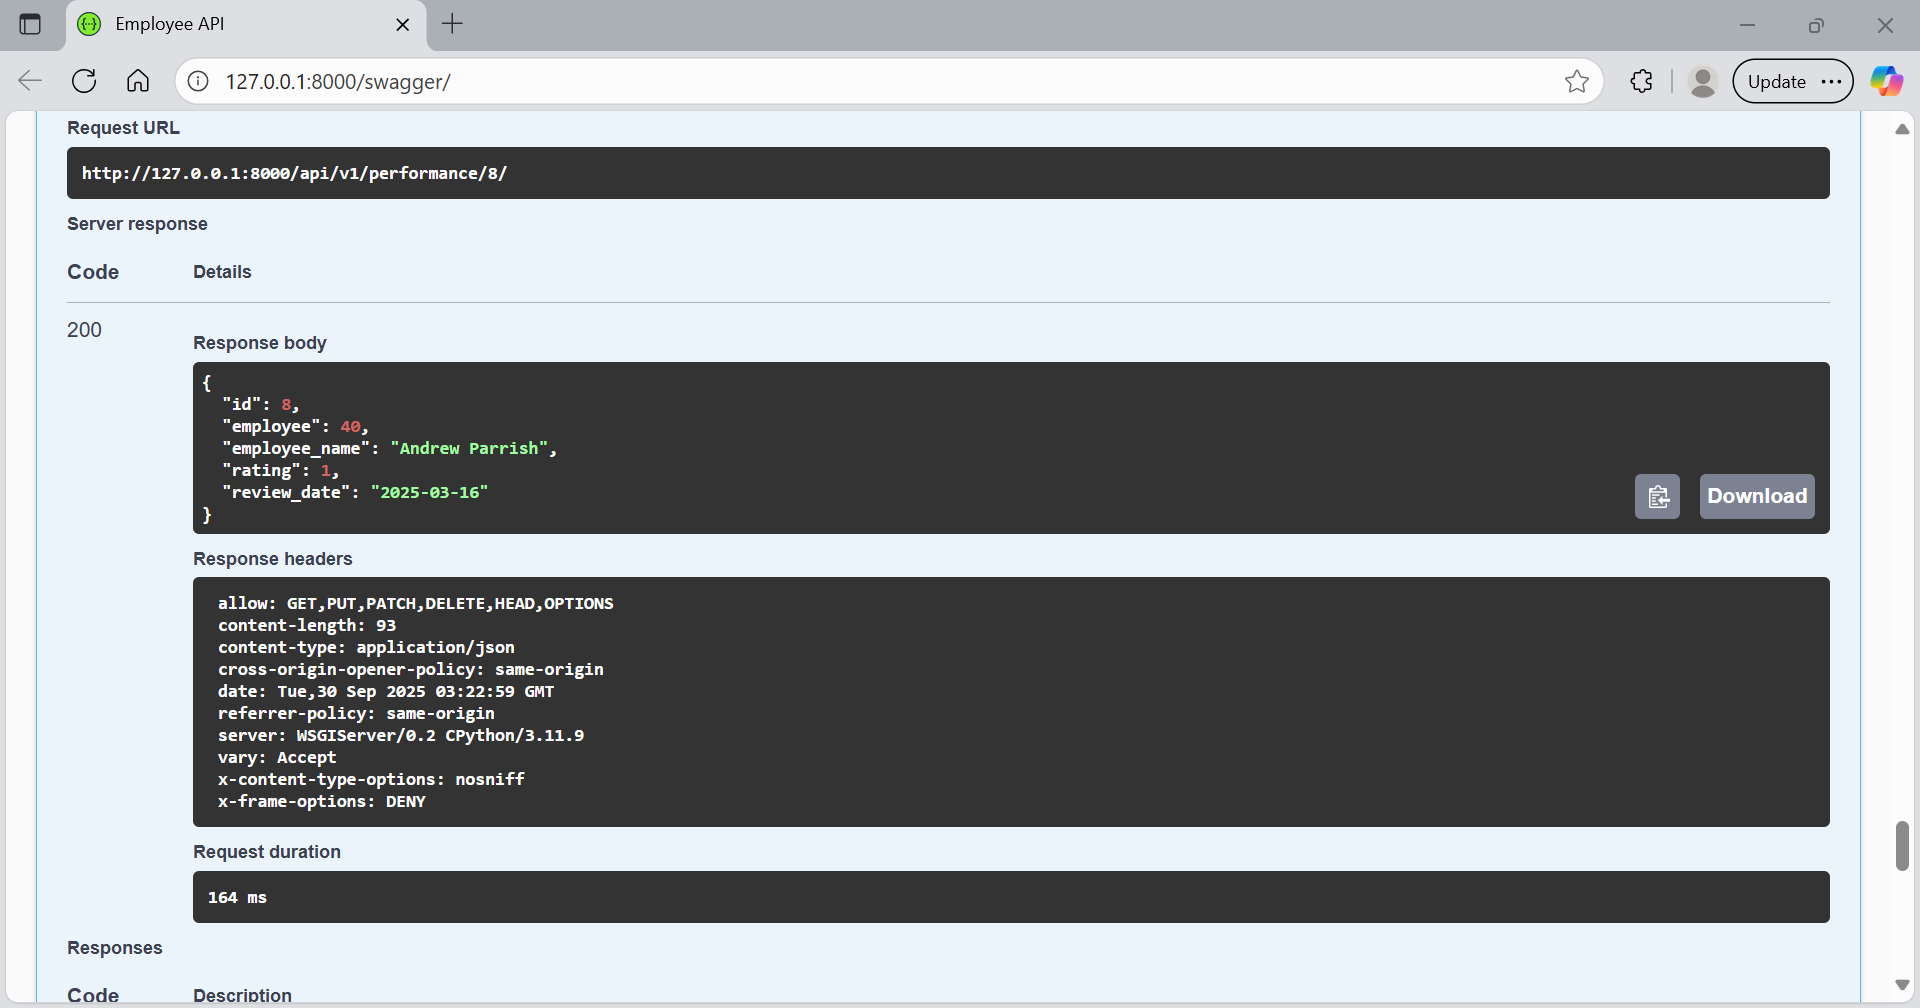 Employee API
127.0.0.1:8000/swagger/
Update
Request URL
http://127.0.0.1:8000/api/v1/performance/8/
Server response
Code Details
200
Response body
{
  "id": 8,
  "employee": 40,
  "employee_name": "Andrew Parrish",
  "rating": 1,
  "review_date": "2025-03-16"
}
Download
Response headers
allow: GET,PUT,PATCH,DELETE,HEAD,OPTIONS
content-length: 93
content-type: application/json
cross-origin-opener-policy: same-origin
date: Tue,30 Sep 2025 03:22:59 GMT
referrer-policy: same-origin
server: WSGIServer/0.2 CPython/3.11.9
vary: Accept
x-content-type-options: nosniff
x-frame-options: DENY
Request duration
164 ms
Responses
Code Description